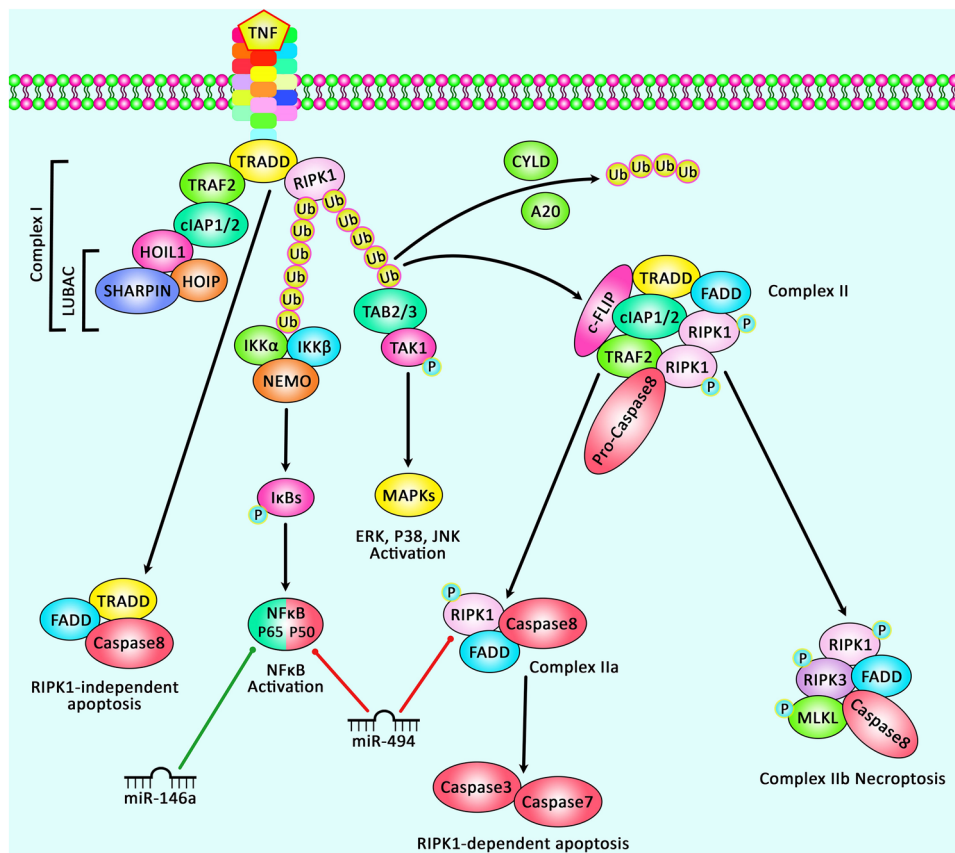 TNF
TRADD
RIPK1
TRAF2
cIAP1/2
HOIL1
HOIP
SHARPIN
Complex I
LUBAC
Ub
Ub
Ub
Ub
Ub
Ub
Ub
Ub
Ub
Ub
Ub
CYLD
A20
Ub
Ub
Ub
Ub
IKKα
IKKβ
NEMO
TAB2/3
TAK1
P
c-FLIP
TRADD
FADD
cIAP1/2
RIPK1
P
TRAF2
RIPK1
P
Pro-Caspase8
Complex II
IκBs
P
MAPKs
ERK, P38, JNK
Activation
TRADD
FADD
Caspase8
RIPK1-independent
apoptosis
NFκB
P65 P50
NFκB
Activation
P
RIPK1
Caspase8
FADD
Complex IIa
RIPK1
P
P
RIPK3
FADD
P
MLKL
Caspase8
Complex IIb Necroptosis
miR-494
miR-146a
Caspase3
Caspase7
RIPK1-dependent apoptosis